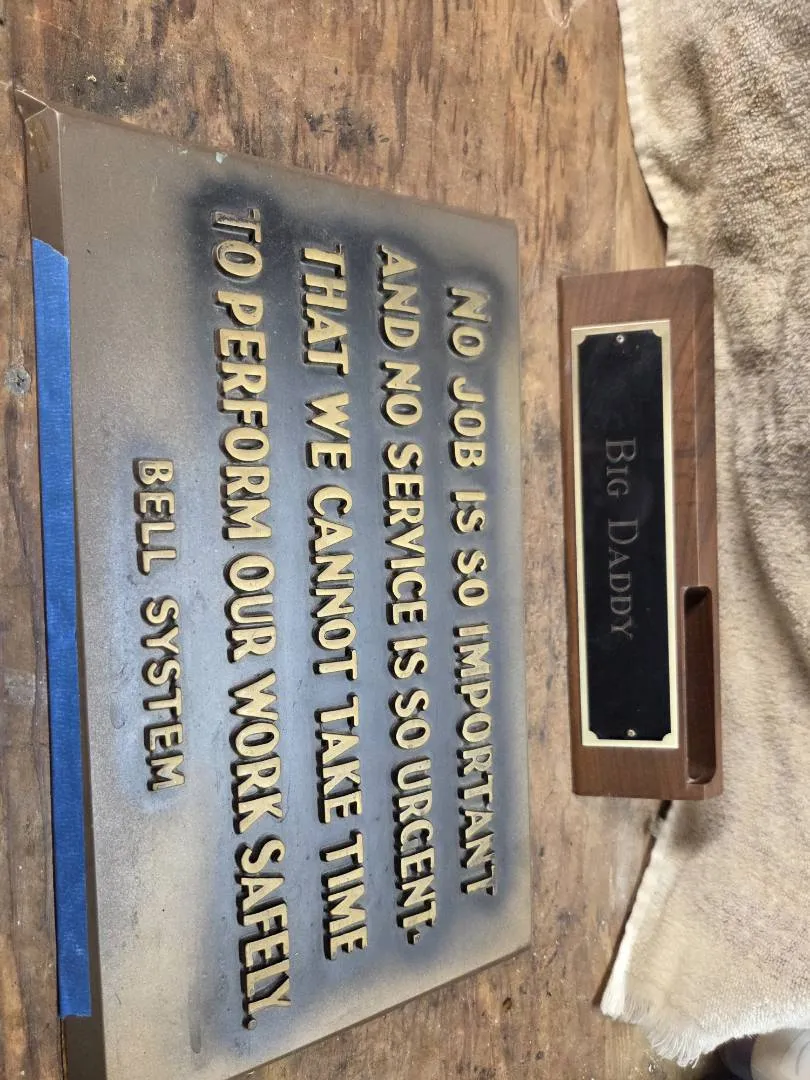 BIG DADDY
NO JOB IS SO IMPORTANT
AND NO SERVICE IS SO URGENT-
THAT WE CANNOT TAKE TIME
TO PERFORM OUR WORK SAFELY.
BELL SYSTEM